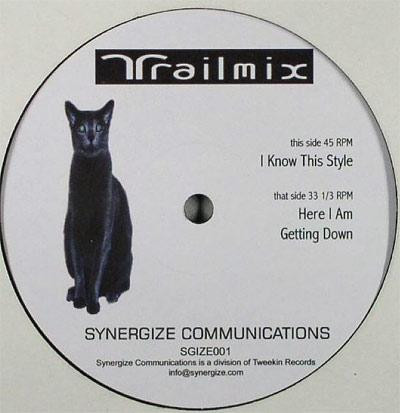 Trailmix
this side 45 RPM
I Know This Style
that side 33 1/3 RPM
Here I Am
Getting Down
SYNERGIZE COMMUNICATIONS
SGIZE001
Synergize Communications is a division of Tweekin Records
info@synergize.com